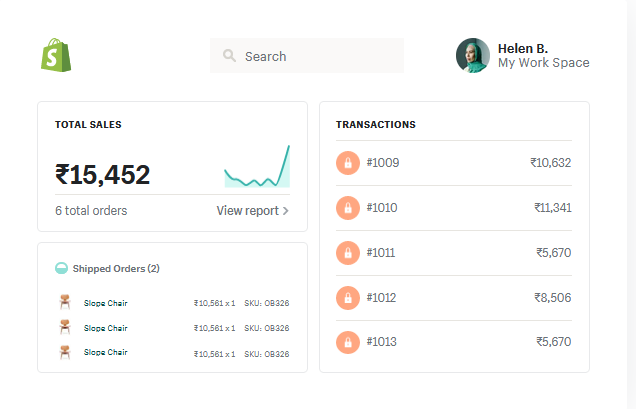 S
Search
Helen B.
My Work Space
TOTAL SALES
₹15,452
6 total orders
View report
Shipped Orders (2)
Slope Chair ₹10,561 x 1 SKU: OB326
Slope Chair ₹10,561 x 1 SKU: OB326
Slope Chair ₹10,561 x 1 SKU: OB326
TRANSACTIONS
#1009 ₹10,632
#1010 ₹11,341
#1011 ₹5,670
#1012 ₹8,506
#1013 ₹5,670